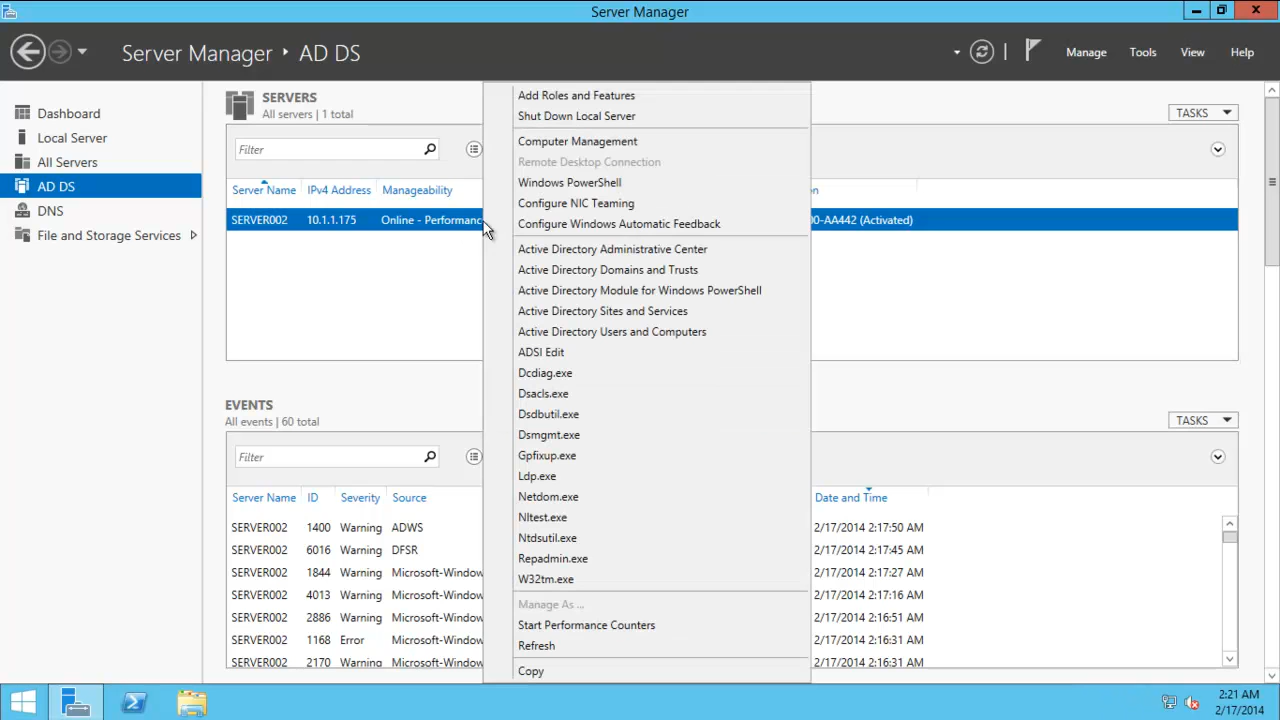 Server Manager
Server Manager ‣ AD DS
Manage Tools View Help
Dashboard
Local Server
All Servers
AD DS
DNS
File and Storage Services
SERVERS
All servers | 1 total
TASKS
Filter
Server Name IPv4 Address Manageability
SERVER002 10.1.1.175 Online - Performanc
00-AA442 (Activated)
Add Roles and Features
Shut Down Local Server
Computer Management
Remote Desktop Connection
Windows PowerShell
Configure NIC Teaming
Configure Windows Automatic Feedback
Active Directory Administrative Center
Active Directory Domains and Trusts
Active Directory Module for Windows PowerShell
Active Directory Sites and Services
Active Directory Users and Computers
ADSI Edit
Dcdiag.exe
Dsacls.exe
Dsdbutil.exe
Dsmgmt.exe
Gpfixup.exe
Ldp.exe
Netdom.exe
Nltest.exe
Ntdsutil.exe
Repadmin.exe
W32tm.exe
Manage As ...
Start Performance Counters
Refresh
Copy
EVENTS
All events | 60 total
TASKS
Filter
Server Name ID Severity Source Date and Time
SERVER002 1400 Warning ADWS 2/17/2014 2:17:50 AM
SERVER002 6016 Warning DFSR 2/17/2014 2:17:45 AM
SERVER002 1844 Warning Microsoft-Window 2/17/2014 2:17:27 AM
SERVER002 4013 Warning Microsoft-Window 2/17/2014 2:17:16 AM
SERVER002 2886 Warning Microsoft-Window 2/17/2014 2:16:51 AM
SERVER002 1168 Error Microsoft-Window 2/17/2014 2:16:31 AM
SERVER002 2170 Warning Microsoft-Window 2/17/2014 2:16:31 AM
2:21 AM
2/17/2014